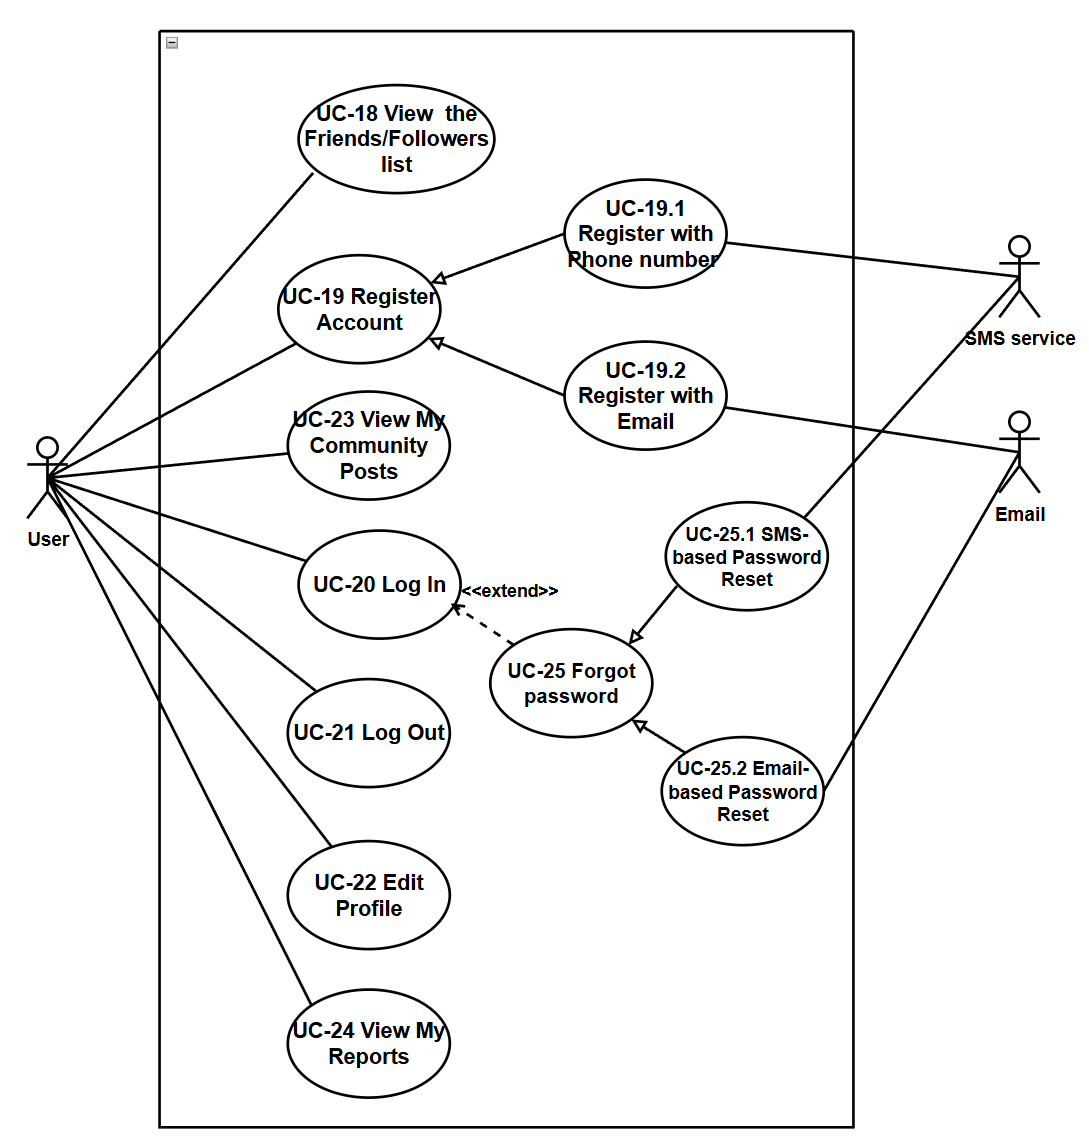 UC-18 View  the
Friends/Followers
list
UC-19.1
Register with
Phone number
SMS service
UC-19 Register
Account
UC-19.2
Register with
Email
Email
UC-23 View My
Community
Posts
User
UC-20 Log In
<<extend>>
UC-25.1 SMS-
based Password
Reset
UC-25 Forgot
password
UC-21 Log Out
UC-25.2 Email-
based Password
Reset
UC-22 Edit
Profile
UC-24 View My
Reports